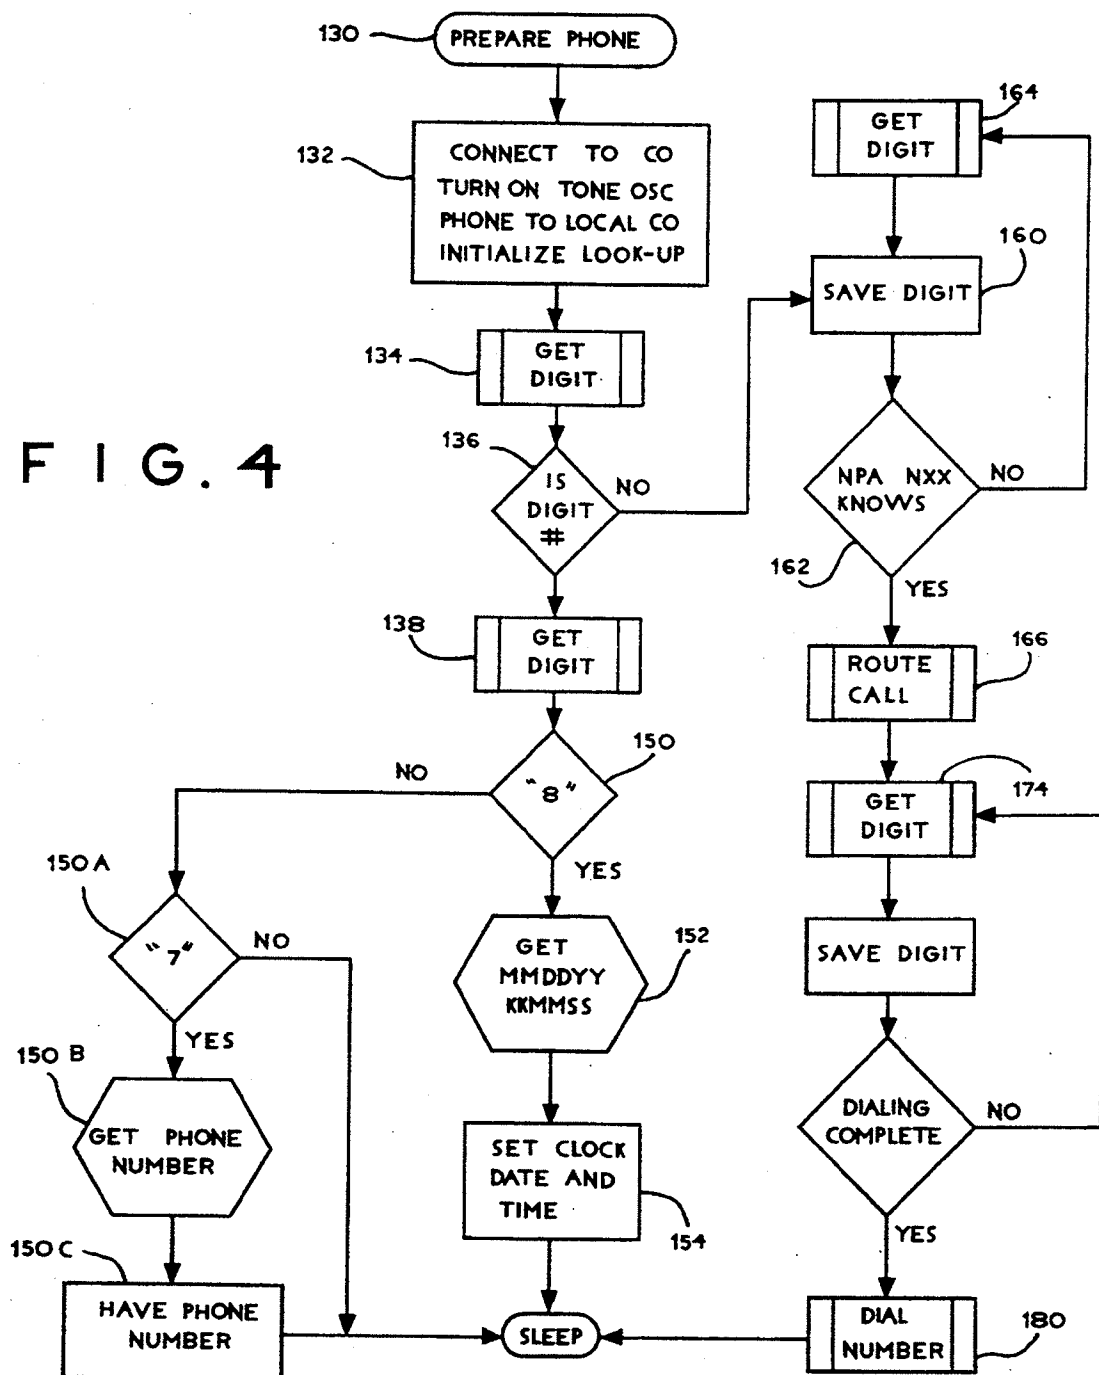 130
PREPARE PHONE
132
CONNECT TO CO
TURN ON TONE OSC
PHONE TO LOCAL CO
INITIALIZE LOOK-UP
134
GET
DIGIT
FIG. 4
136
IS
DIGIT
#
NO
138
GET
DIGIT
150
"8"
NO
YES
150A
"7"
NO
YES
150B
GET PHONE
NUMBER
150C
HAVE PHONE
NUMBER
152
GET
MMDDYY
KKMMSS
SET CLOCK
DATE AND
TIME
154
SLEEP
164
GET
DIGIT
160
SAVE DIGIT
NPA NXX
KNOWS
NO
162
YES
ROUTE
CALL
166
GET
DIGIT
174
SAVE DIGIT
DIALING
COMPLETE
NO
YES
DIAL
NUMBER
180